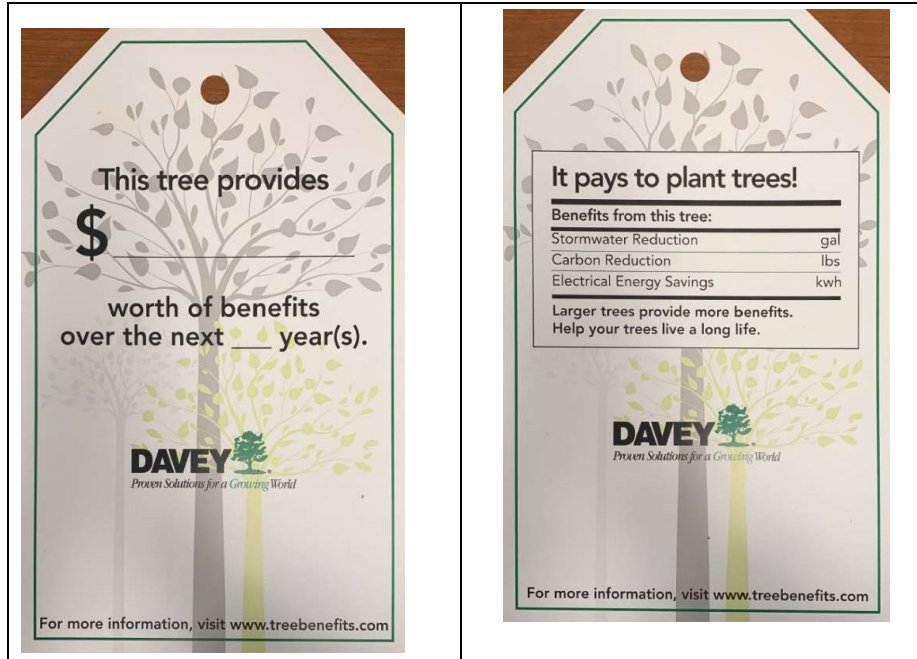 This tree provides
$ ____________________
worth of benefits
over the next ___ year(s).
DAVEY
Proven Solutions for a Growing World
For more information, visit www.treebenefits.com
It pays to plant trees!
Benefits from this tree:
Stormwater Reduction gal
Carbon Reduction lbs
Electrical Energy Savings kwh
Larger trees provide more benefits.
Help your trees live a long life.
DAVEY
Proven Solutions for a Growing World
For more information, visit www.treebenefits.com